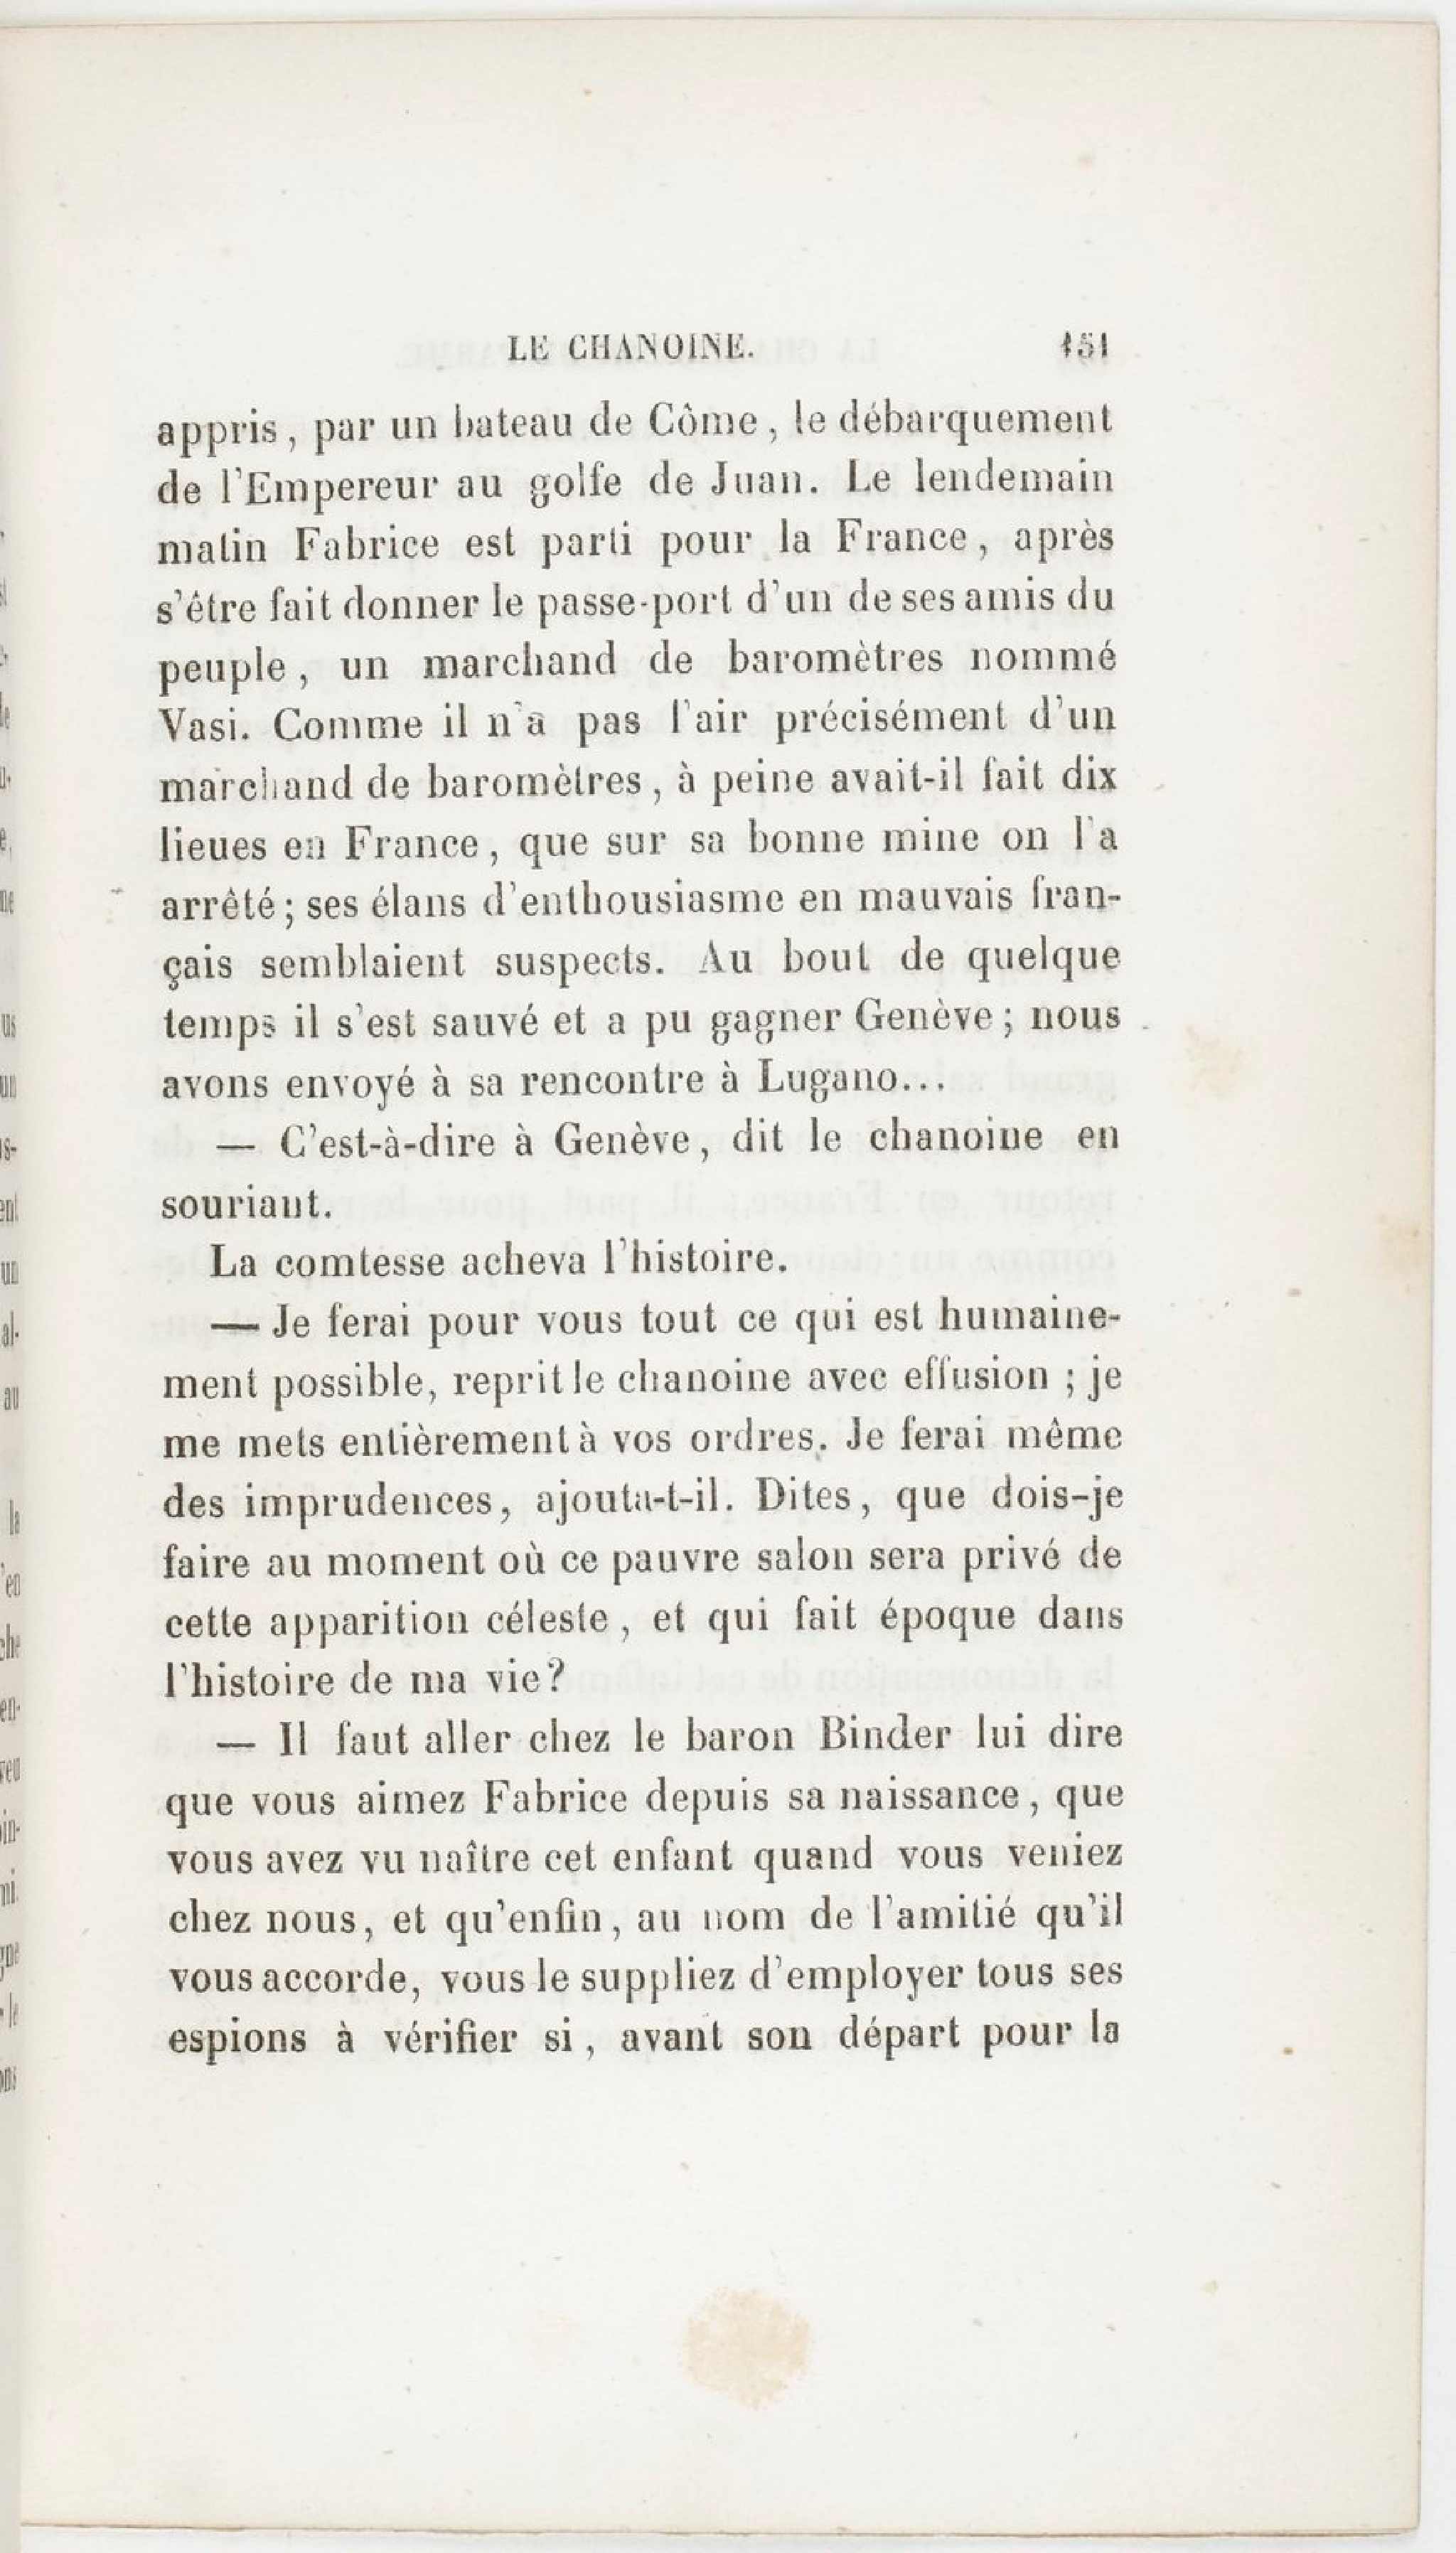 LE CHANOINE. 151
appris, par un bateau de Côme, le débarquement
de l'Empereur au golfe de Juan. Le lendemain
matin Fabrice est parti pour la France, après
s'être fait donner le passe-port d'un de ses amis du
peuple, un marchand de baromètres nommé
Vasi. Comme il n'a pas l'air précisément d'un
marchand de baromètres, à peine avait-il fait dix
lieues en France, que sur sa bonne mine on l'a
arrêté; ses élans d'enthousiasme en mauvais fran-
çais semblaient suspects. Au bout de quelque
temps il s'est sauvé et a pu gagner Genève; nous
avons envoyé à sa rencontre à Lugano...
— C'est-à-dire à Genève, dit le chanoine en
souriant.
La comtesse acheva l'histoire.
— Je ferai pour vous tout ce qui est humaine-
ment possible, reprit le chanoine avec effusion; je
me mets entièrement à vos ordres. Je ferai même
des imprudences, ajouta-t-il. Dites, que dois-je
faire au moment où ce pauvre salon sera privé de
cette apparition céleste, et qui fait époque dans
l'histoire de ma vie?
— Il faut aller chez le baron Binder lui dire
que vous aimez Fabrice depuis sa naissance, que
vous avez vu naître cet enfant quand vous veniez
chez nous, et qu'enfin, au nom de l'amitié qu'il
vous accorde, vous le suppliez d'employer tous ses
espions à vérifier si, avant son départ pour la